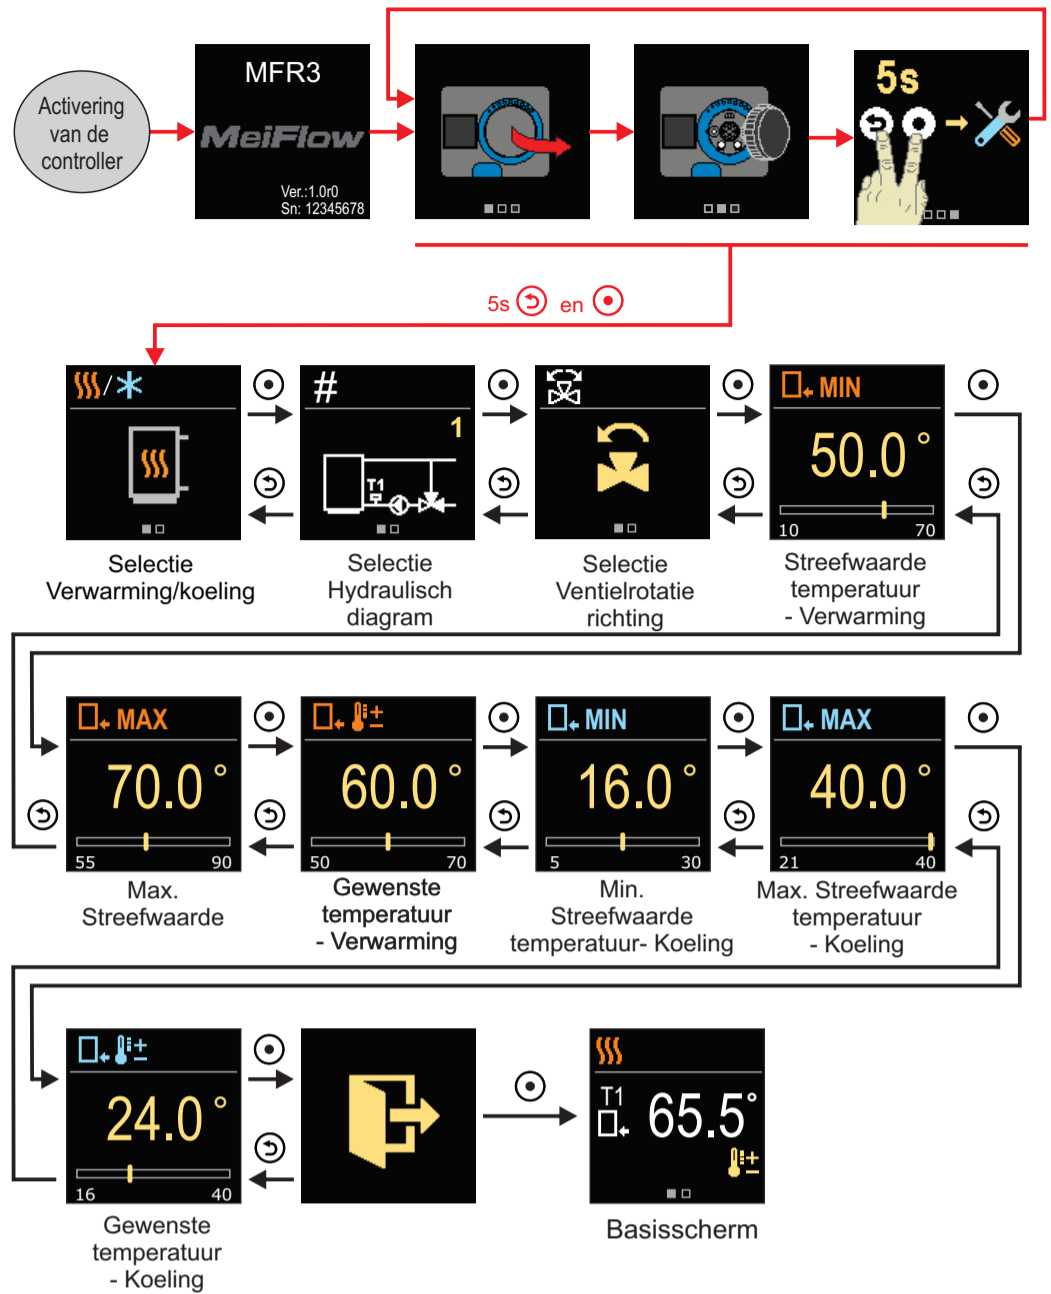 Activering
van de
controller
MFR3
MeiFlow
Ver.:1.0r0
Sn: 12345678
5s
5s en
/
#
1
T1
MIN
50.0 °
10 70
Selectie
Verwarming/koeling
Selectie
Hydraulisch
diagram
Selectie
Ventielrotatie
richting
Streefwaarde
temperatuur
- Verwarming
MAX
70.0 °
55 90
60.0 °
50 70
MIN
16.0 °
5 30
MAX
40.0 °
21 40
Max.
Streefwaarde
Gewenste
temperatuur
- Verwarming
Min.
Streefwaarde
temperatuur- Koeling
Max. Streefwaarde
temperatuur
- Koeling
24.0 °
16 40
T1
65.5°
Gewenste
temperatuur
- Koeling
Basisscherm